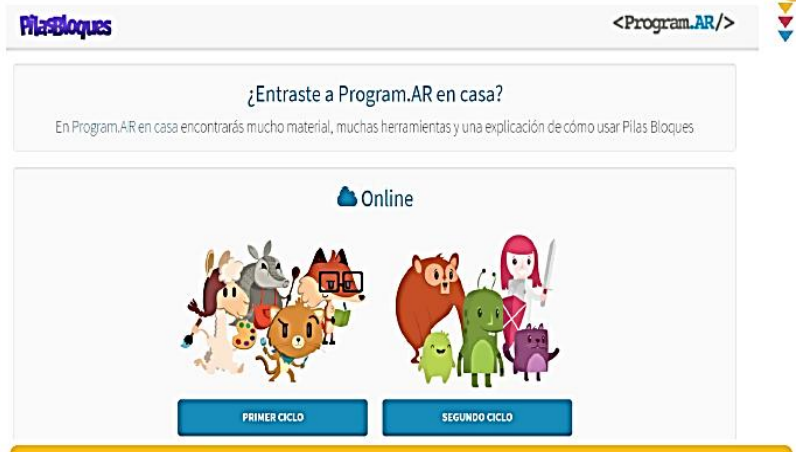 PilasBloques
<Program.AR/>
¿Entraste a Program.AR en casa?
En Program.AR en casa encontrarás mucho material, muchas herramientas y una explicación de cómo usar Pilas Bloques
Online
PRIMER CICLO
SEGUNDO CICLO